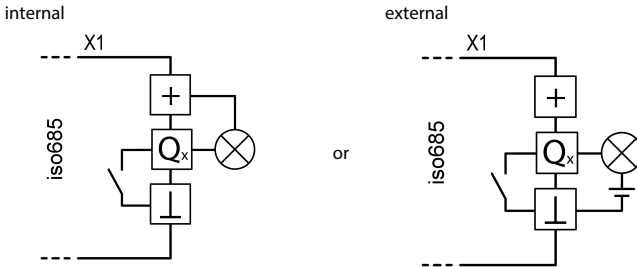 internal
X1
+
Qx
⊥
iso685
or
external
X1
+
Qx
⊥
iso685